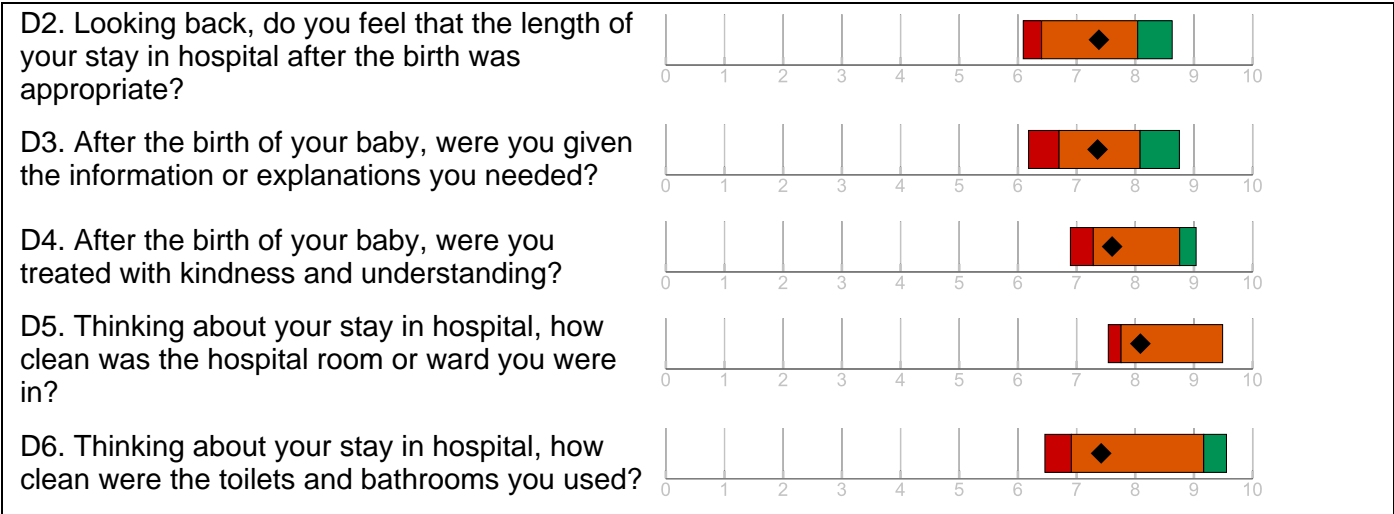 D2. Looking back, do you feel that the length of
your stay in hospital after the birth was
appropriate?
0 1 2 3 4 5 6 7 8 9 10
D3. After the birth of your baby, were you given
the information or explanations you needed?
0 1 2 3 4 5 6 7 8 9 10
D4. After the birth of your baby, were you
treated with kindness and understanding?
0 1 2 3 4 5 6 7 8 9 10
D5. Thinking about your stay in hospital, how
clean was the hospital room or ward you were
in?
0 1 2 3 4 5 6 7 8 9 10
D6. Thinking about your stay in hospital, how
clean were the toilets and bathrooms you used?
0 1 2 3 4 5 6 7 8 9 10